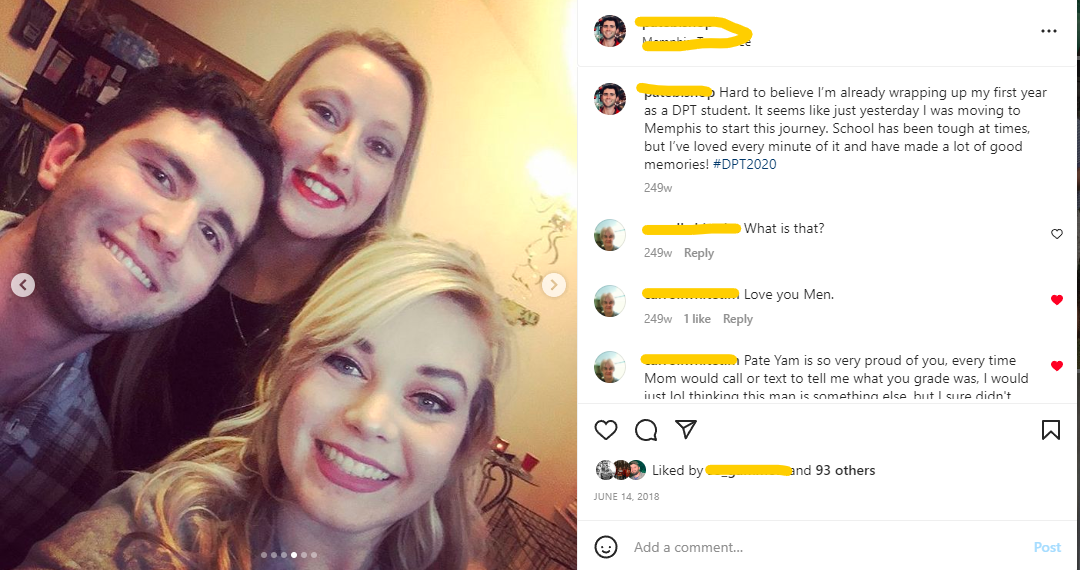 Hard to believe I'm already wrapping up my first year
as a DPT student. It seems like just yesterday I was moving to
Memphis to start this journey. School has been tough at times,
but I've loved every minute of it and have made a lot of good
memories! #DPT2020
249w
What is that?
249w Reply
Love you Men.
249w 1 like Reply
Pate Yam is so very proud of you, every time
Mom would call or text to tell me what you grade was, I would
just lol thinking this man is something else, but I sure didn't
Liked by and 93 others
JUNE 14, 2018
Add a comment... Post